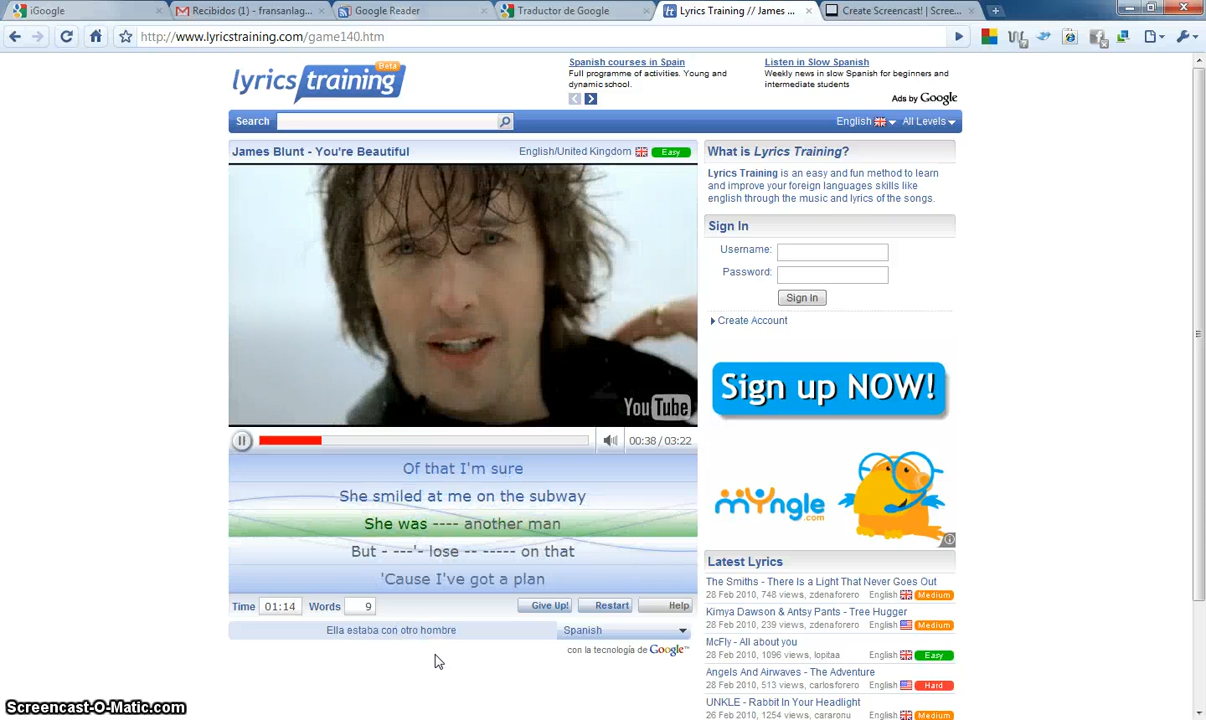 iGoogle
Recibidos (1) - fransanlag...
Google Reader
Traductor de Google
Lyrics Training // James ...
Create Screencast! | Scree...
http://www.lyricstraining.com/game140.htm
lyrics training
Beta
Spanish courses in Spain
Full programme of activities. Young and
dynamic school.
Listen in Slow Spanish
Weekly news in slow Spanish for beginners and
intermediate students
Ads by Google
Search
English
All Levels
James Blunt - You're Beautiful
English/United Kingdom
Easy
You Tube
00:38 / 03:22
Of that I'm sure
She smiled at me on the subway
She was ---- another man
But - ---'- lose -- ----- on that
'Cause I've got a plan
Time 01:14 Words 9
Give Up!
Restart
Help
Ella estaba con otro hombre
Spanish
con la tecnología de Google™
What is Lyrics Training?
Lyrics Training is an easy and fun method to learn
and improve your foreign languages skills like
english through the music and lyrics of the songs.
Sign In
Username:
Password:
Sign In
Create Account
Sign up NOW!
myngle.com
Latest Lyrics
The Smiths - There Is a Light That Never Goes Out
28 Feb 2010, 748 views, zdenaforero English Medium
Kimya Dawson & Antsy Pants - Tree Hugger
28 Feb 2010, 239 views, zdenaforero English Medium
McFly - All about you
28 Feb 2010, 1096 views, lopitaa English Easy
Angels And Airwaves - The Adventure
28 Feb 2010, 513 views, carlosforero English Hard
UNKLE - Rabbit In Your Headlight
26 Feb 2010, 1254 views, cararonu English Medium
Screencast-O-Matic.com